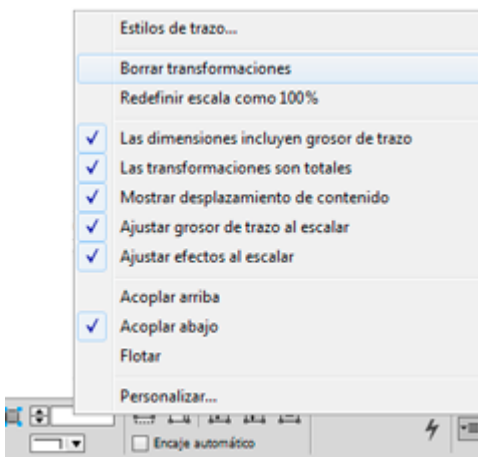 Estilos de trazo...
Borrar transformaciones
Redefinir escala como 100%
Las dimensiones incluyen grosor de trazo
Las transformaciones son totales
Mostrar desplazamiento de contenido
Ajustar grosor de trazo al escalar
Ajustar efectos al escalar
Acoplar arriba
Acoplar abajo
Flotar
Personalizar...
Encaje automático